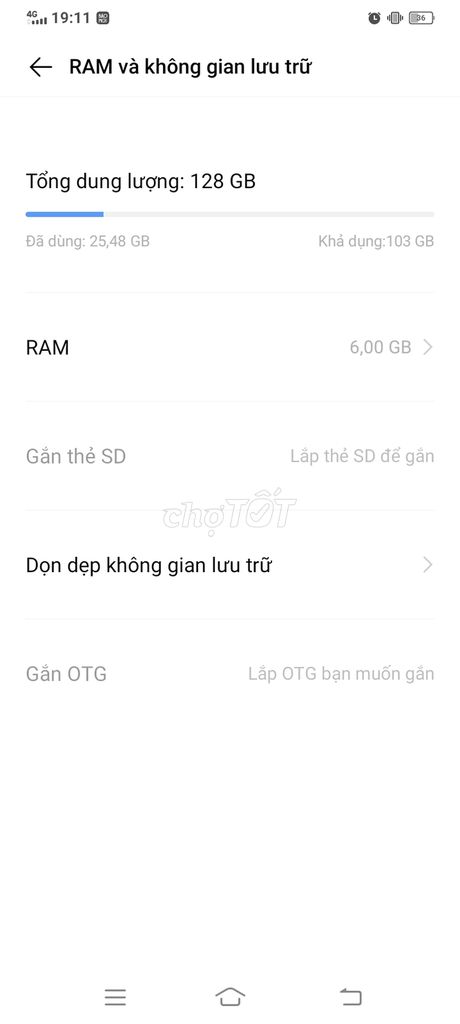 4G 19:11 36
RAM và không gian lưu trữ
Tổng dung lượng: 128 GB
Đã dùng: 25,48 GB Khả dụng:103 GB
RAM 6,00 GB
Gắn thẻ SD Lắp thẻ SD để gắn
chợTỐT
Dọn dẹp không gian lưu trữ
Gắn OTG Lắp OTG bạn muốn gắn